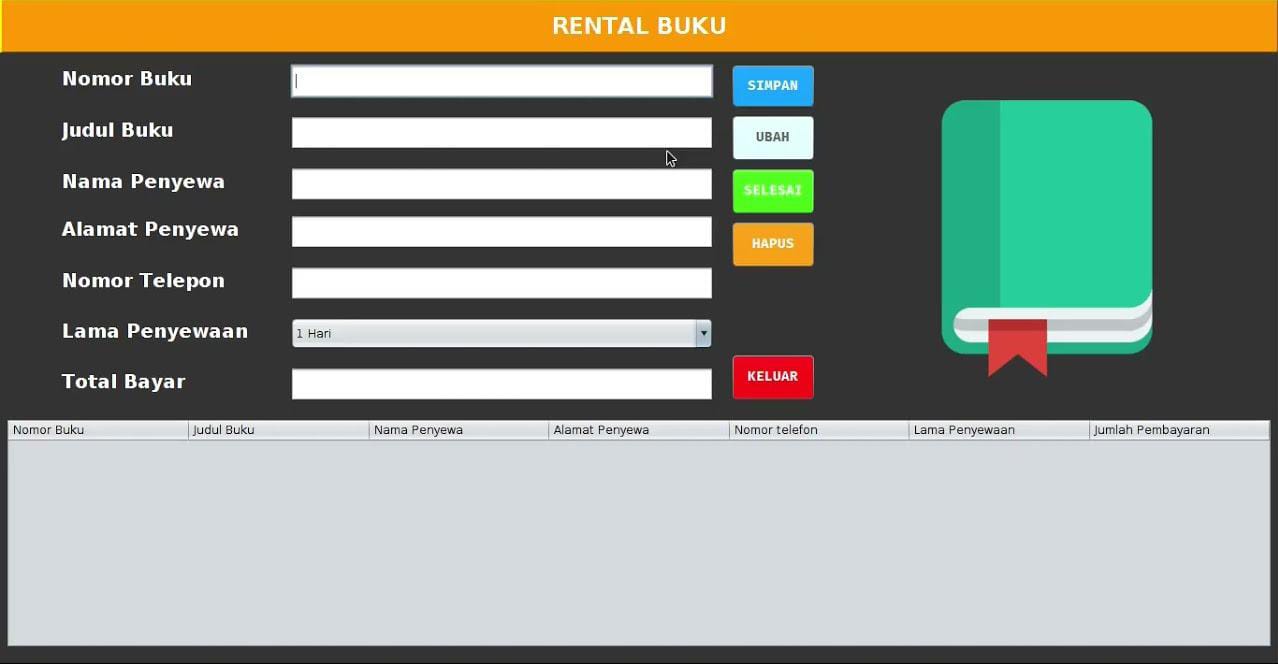 RENTAL BUKU
Nomor Buku
SIMPAN
Judul Buku
UBAH
Nama Penyewa
SELESAI
Alamat Penyewa
HAPUS
Nomor Telepon
Lama Penyewaan
1 Hari
Total Bayar
KELUAR
Nomor Buku Judul Buku Nama Penyewa Alamat Penyewa Nomor telefon Lama Penyewaan Jumlah Pembayaran